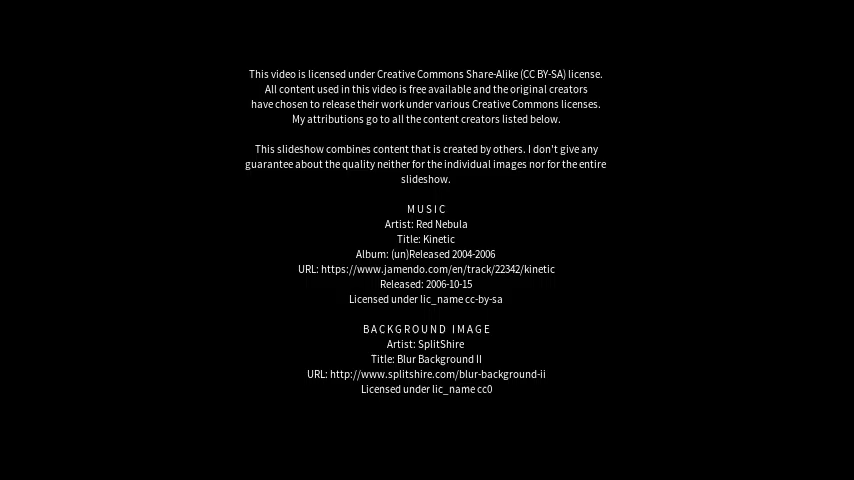 This video is licensed under Creative Commons Share-Alike (CC BY-SA) license.
All content used in this video is free available and the original creators
have chosen to release their work under various Creative Commons licenses.
My attributions go to all the content creators listed below.
This slideshow combines content that is created by others. I don't give any
guarantee about the quality neither for the individual images nor for the entire
slideshow.
MUSIC
Artist: Red Nebula
Title: Kinetic
Album: (un)Released 2004-2006
URL: https://www.jamendo.com/en/track/22342/kinetic
Released: 2006-10-15
Licensed under lic_name cc-by-sa
BACKGROUND IMAGE
Artist: SplitShire
Title: Blur Background II
URL: http://www.splitshire.com/blur-background-ii
Licensed under lic_name cc0